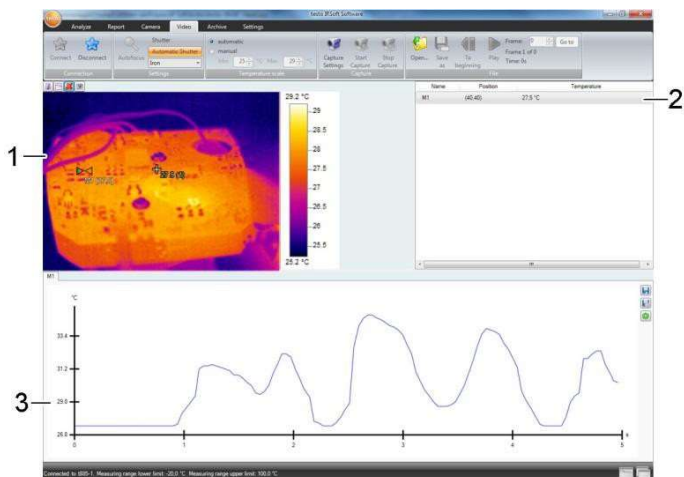 testo IRSoft Software
Analyze Report Camera Video Archive Settings
Shutter: automatic Frame: 0 Go to
Automatic Shutter manual Frame 1 of 0
Connect Disconnect Autofocus Iron Min 25 °C Max 29 °C Capture Settings Start Capture Stop Capture Open... Save as To beginning Play Time: 0s
Connection Settings Temperature scale Capture File
Name Position Temperature
M1 (40;40) 27,5 °C
29.2 °C
29
28.5
28
27.5
27
26.5
26
25.5
25.2 °C
1
2
M1
°C
33.4
31.2
29.0
26.8
0 1 2 3 4 5 s
3
Connected to t885-1. Measuring range lower limit: -20,0 °C Measuring range upper limit: 100,0 °C